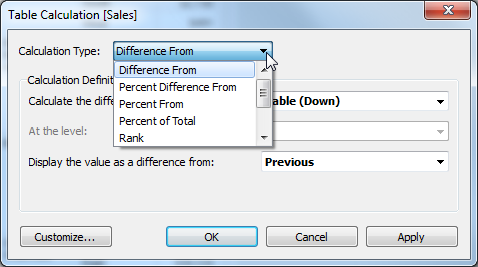 Table Calculation [Sales]
Calculation Type: Difference From
Difference From
Calculation Definit
Percent Difference From
Calculate the diffe able (Down)
Percent From
Percent of Total
At the level:
Rank
Display the value as a difference from: Previous
Customize... OK Cancel Apply